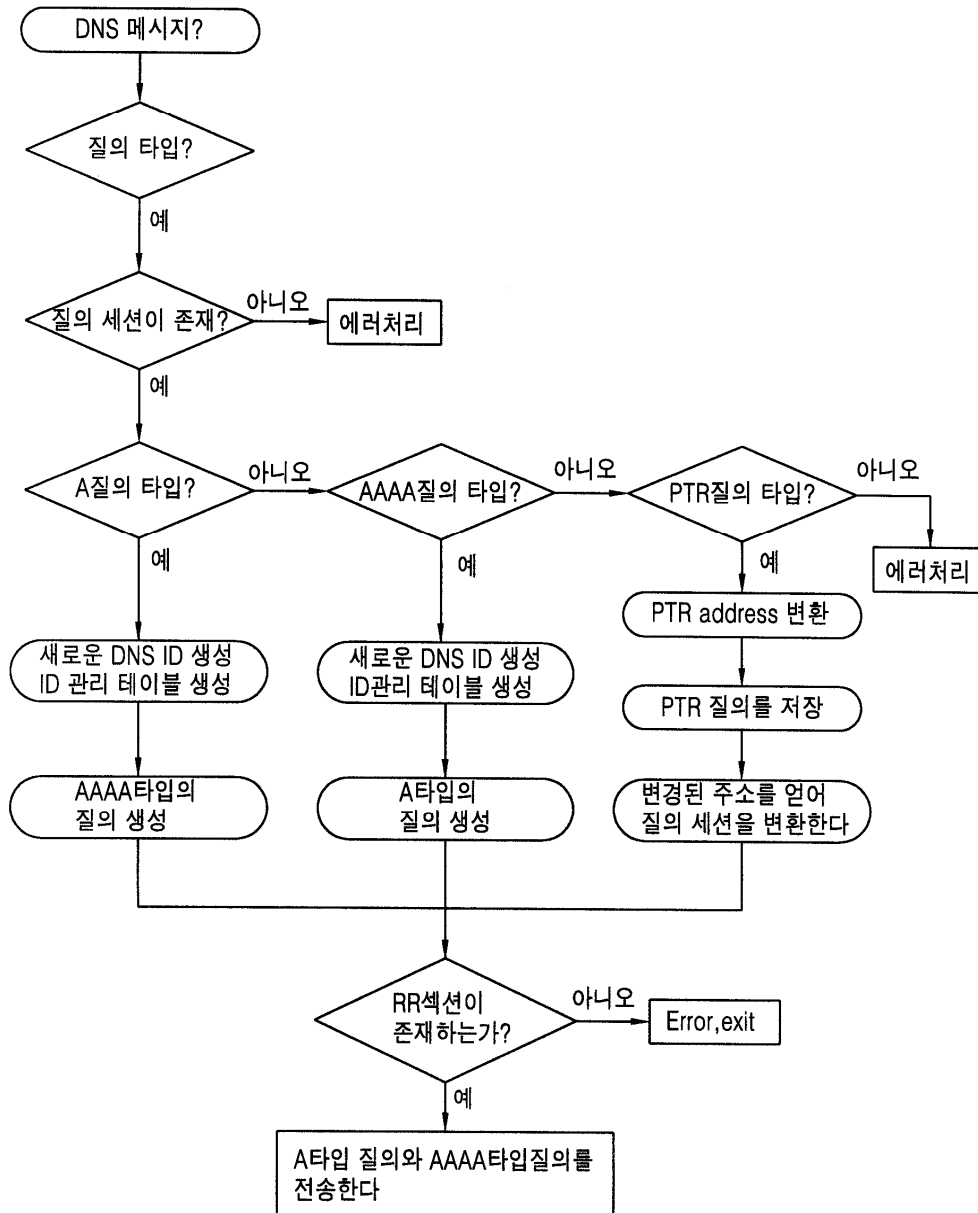 DNS 메시지?
질의 타입?
예
질의 세션이 존재?
아니오
에러처리
예
A질의 타입?
아니오
AAAA질의 타입?
아니오
PTR질의 타입?
아니오
에러처리
예
예
예
새로운 DNS ID 생성
ID 관리 테이블 생성
새로운 DNS ID 생성
ID관리 테이블 생성
PTR address 변환
PTR 질의를 저장
AAAA타입의
질의 생성
A타입의
질의 생성
변경된 주소를 얻어
질의 세션을 변환한다
RR섹션이
존재하는가?
아니오
Error,exit
예
A타입 질의와 AAAA타입질의를
전송한다